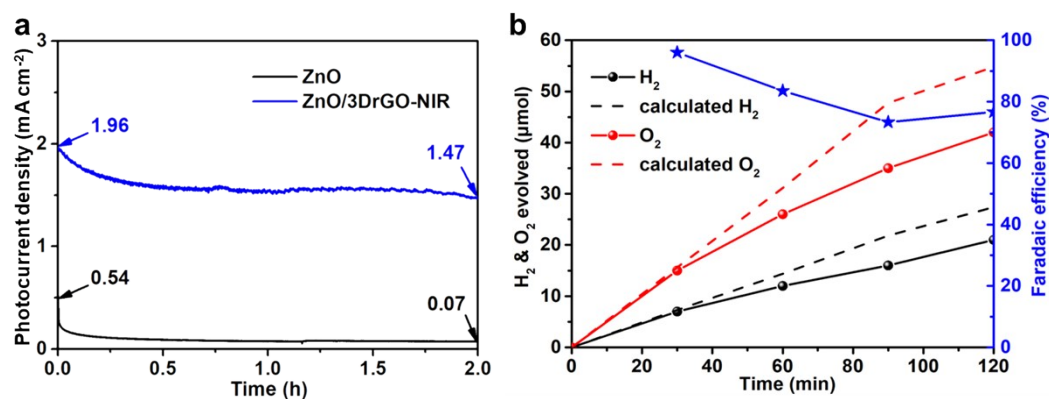 a
Photocurrent density (mA cm⁻²)
3
2
1
0
ZnO
ZnO/3DrGO-NIR
1.96
1.47
0.54
0.07
0.0 0.5 1.0 1.5 2.0
Time (h)
b
H₂ & O₂ evolved (µmol)
60
50
40
30
20
10
0
H₂
calculated H₂
O₂
calculated O₂
0 20 40 60 80 100 120
Time (min)
100
80
60
40
20
0
Faradaic efficiency (%)